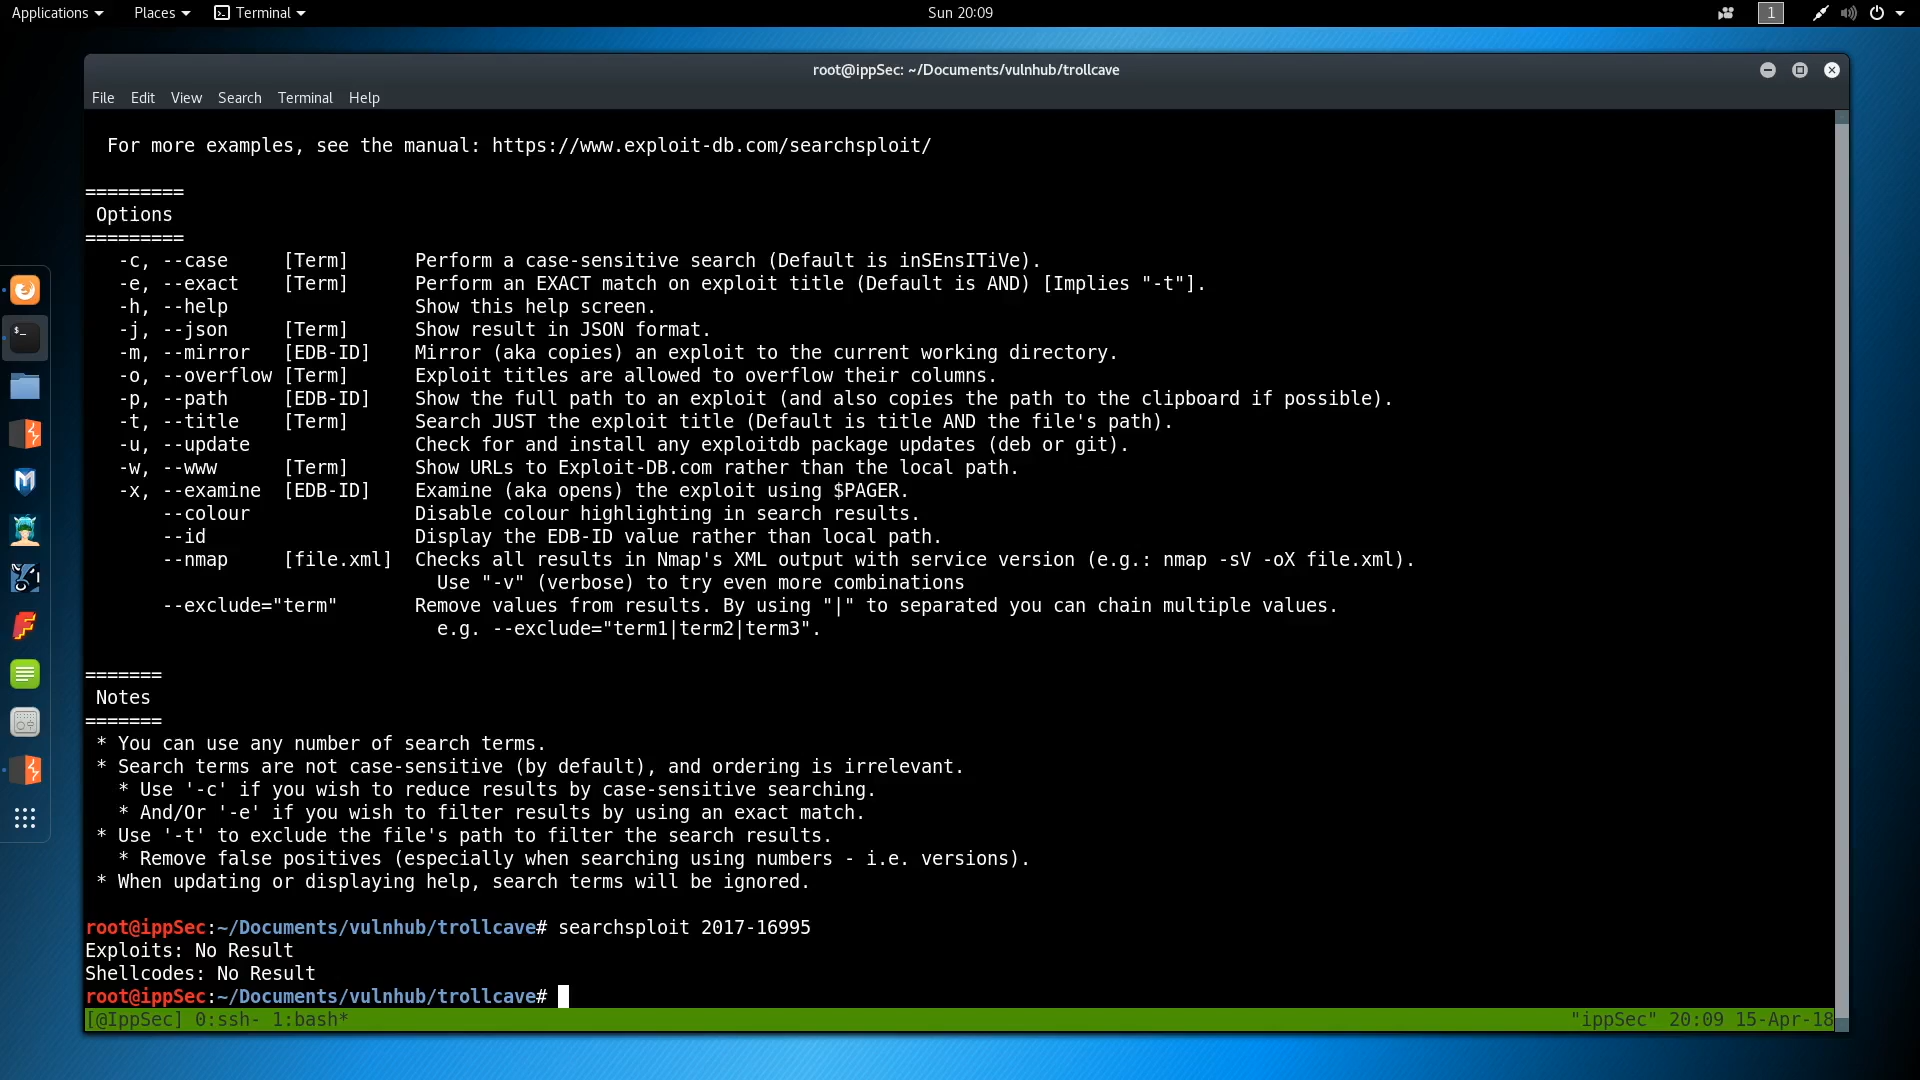 Applications Places Terminal Sun 20:09 1
root@ippSec: ~/Documents/vulnhub/trollcave
File Edit View Search Terminal Help
For more examples, see the manual: https://www.exploit-db.com/searchsploit/
=========
Options
=========
-c, --case [Term] Perform a case-sensitive search (Default is inSEnsITiVe).
-e, --exact [Term] Perform an EXACT match on exploit title (Default is AND) [Implies "-t"].
-h, --help Show this help screen.
-j, --json [Term] Show result in JSON format.
-m, --mirror [EDB-ID] Mirror (aka copies) an exploit to the current working directory.
-o, --overflow [Term] Exploit titles are allowed to overflow their columns.
-p, --path [EDB-ID] Show the full path to an exploit (and also copies the path to the clipboard if possible).
-t, --title [Term] Search JUST the exploit title (Default is title AND the file's path).
-u, --update Check for and install any exploitdb package updates (deb or git).
-w, --www [Term] Show URLs to Exploit-DB.com rather than the local path.
-x, --examine [EDB-ID] Examine (aka opens) the exploit using $PAGER.
--colour Disable colour highlighting in search results.
--id Display the EDB-ID value rather than local path.
--nmap [file.xml] Checks all results in Nmap's XML output with service version (e.g.: nmap -sV -oX file.xml).
Use "-v" (verbose) to try even more combinations
--exclude="term" Remove values from results. By using "|" to separated you can chain multiple values.
e.g. --exclude="term1|term2|term3".
=======
Notes
=======
* You can use any number of search terms.
* Search terms are not case-sensitive (by default), and ordering is irrelevant.
* Use '-c' if you wish to reduce results by case-sensitive searching.
* And/Or '-e' if you wish to filter results by using an exact match.
* Use '-t' to exclude the file's path to filter the search results.
* Remove false positives (especially when searching using numbers - i.e. versions).
* When updating or displaying help, search terms will be ignored.
root@ippSec:~/Documents/vulnhub/trollcave# searchsploit 2017-16995
Exploits: No Result
Shellcodes: No Result
root@ippSec:~/Documents/vulnhub/trollcave#
[@IppSec] 0:ssh- 1:bash* "ippSec" 20:09 15-Apr-18